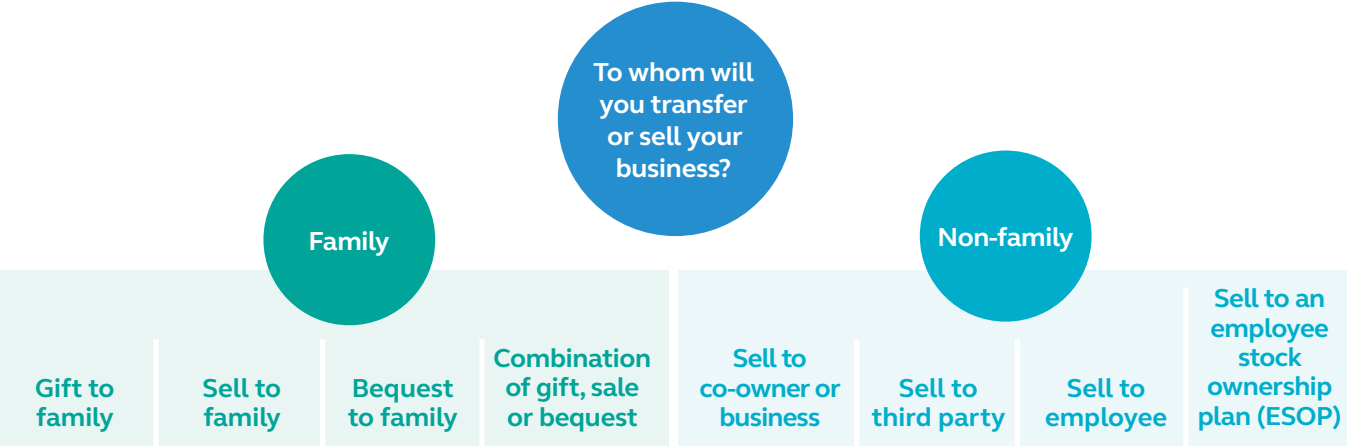 To whom will
you transfer
or sell your
business?
Family
Non-family
Gift to
family
Sell to
family
Bequest
to family
Combination
of gift, sale
or bequest
Sell to
co-owner or
business
Sell to
third party
Sell to
employee
Sell to an
employee
stock
ownership
plan (ESOP)